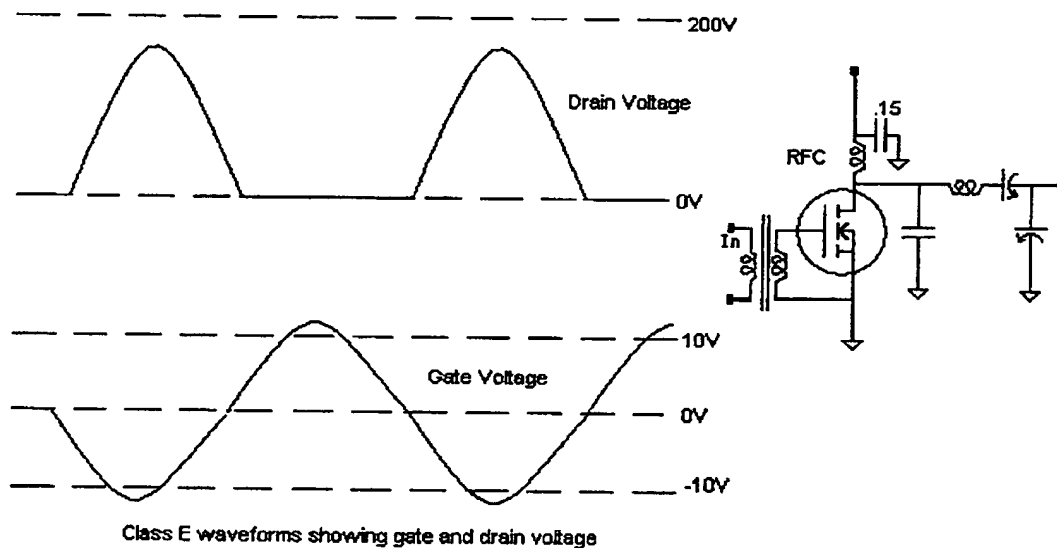 200V
Drain Voltage
0V
.15
RFC
In
10V
Gate Voltage
0V
-10V
Class E waveforms showing gate and drain voltage